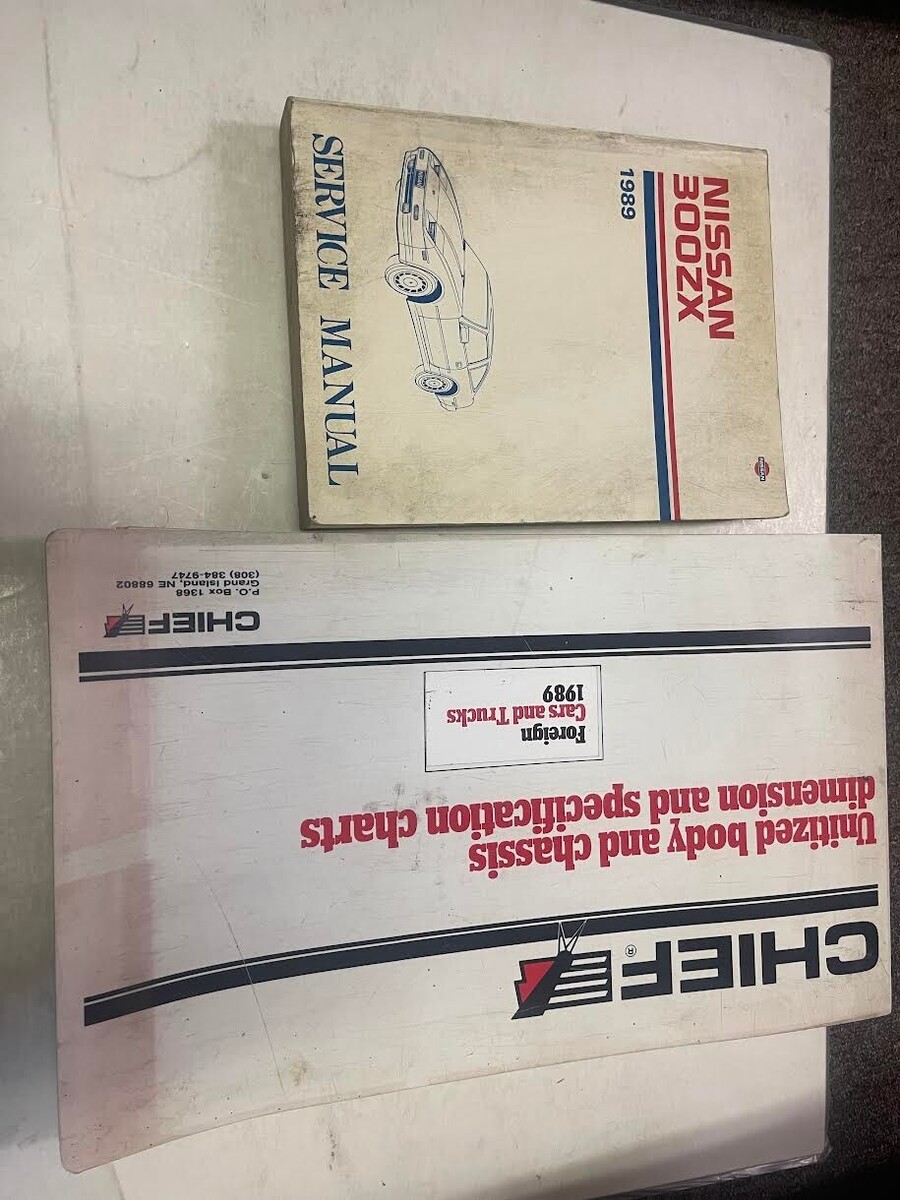 NISSAN
300ZX
1989
SERVICE MANUAL
NISSAN
CHIEF®
Unitized body and chassis
dimension and specification charts
Foreign
Cars and Trucks
1989
CHIEF
P.O. Box 1368
Grand Island, NE 68802
(308) 384-9747